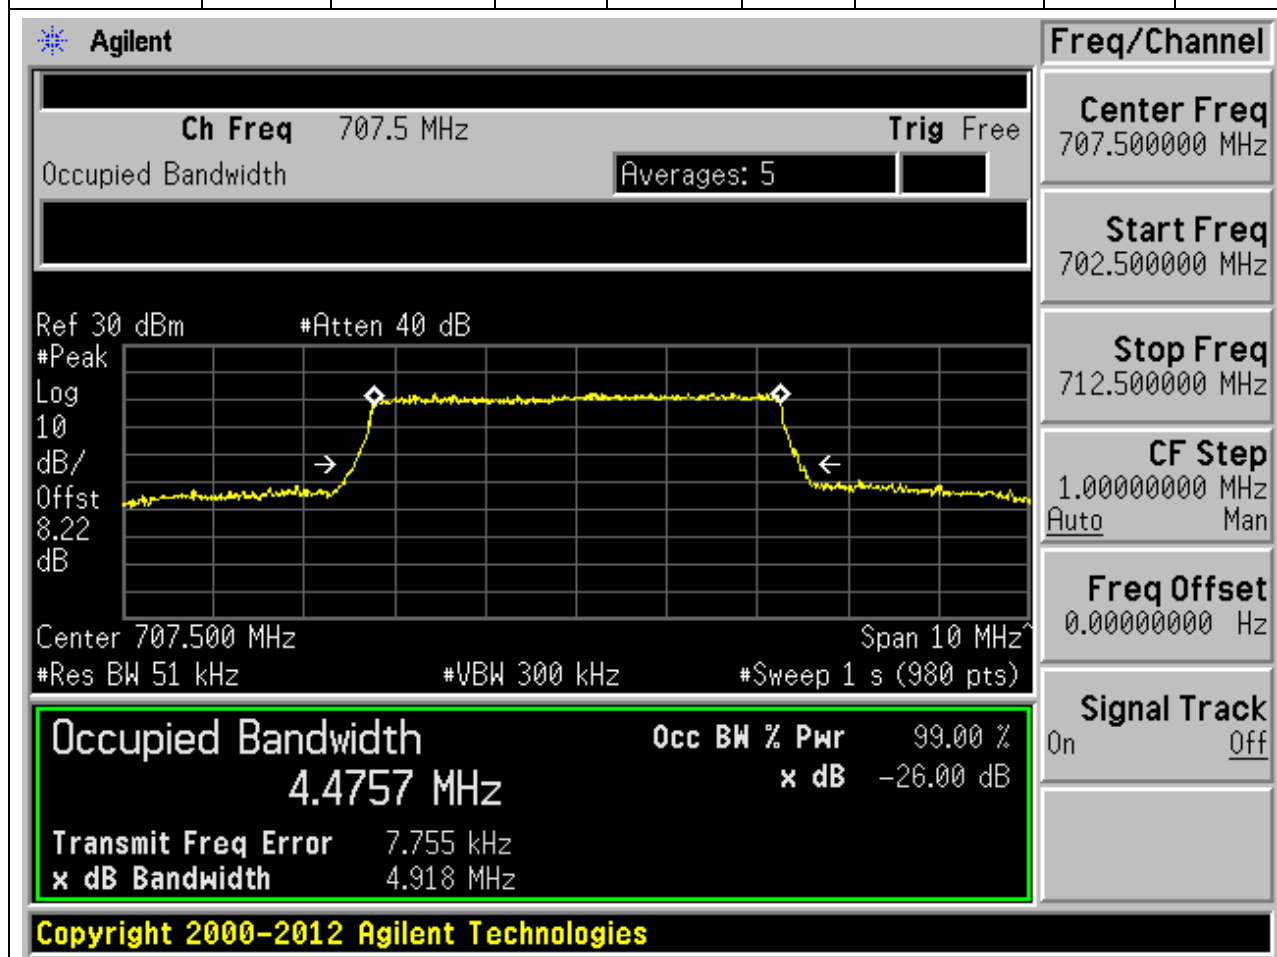 Agilent
Freq/Channel
Ch Freq 707.5 MHz Trig Free
Occupied Bandwidth Averages: 5
Center Freq
707.500000 MHz
Start Freq
702.500000 MHz
Stop Freq
712.500000 MHz
CF Step
1.00000000 MHz
Auto Man
Freq Offset
0.00000000 Hz
Signal Track
On Off
Ref 30 dBm #Atten 40 dB
#Peak
Log
10
dB/
Offst
8.22
dB
Center 707.500 MHz Span 10 MHz^
#Res BW 51 kHz #VBW 300 kHz #Sweep 1 s (980 pts)
Occupied Bandwidth Occ BW % Pwr 99.00 %
4.4757 MHz x dB -26.00 dB
Transmit Freq Error 7.755 kHz
x dB Bandwidth 4.918 MHz
Copyright 2000-2012 Agilent Technologies